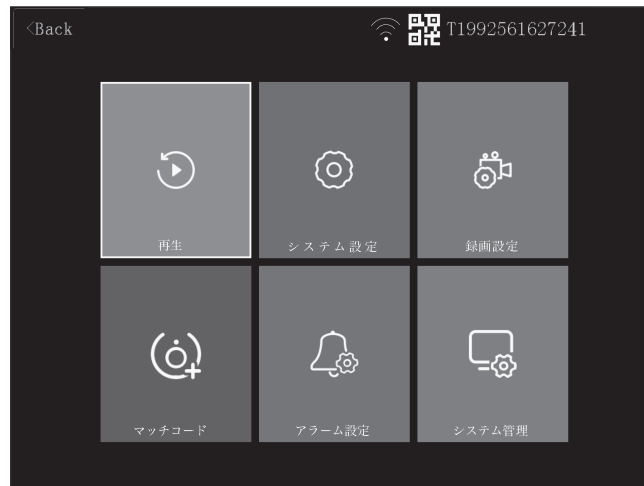 <Back
T1992561627241
再生
システム設定
録画設定
マッチコード
アラーム設定
システム管理